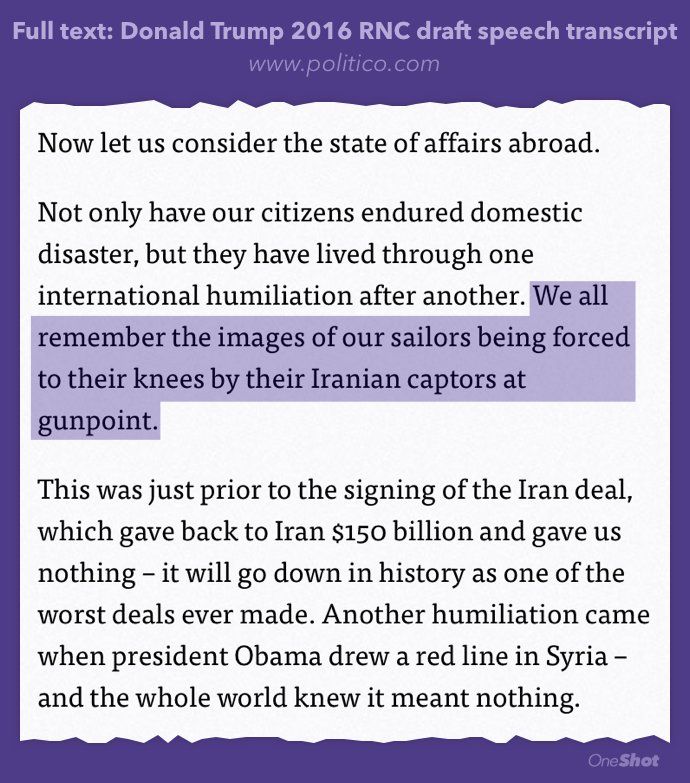 Full text: Donald Trump 2016 RNC draft speech transcript
www.politico.com
Now let us consider the state of affairs abroad.
Not only have our citizens endured domestic
disaster, but they have lived through one
international humiliation after another. We all
remember the images of our sailors being forced
to their knees by their Iranian captors at
gunpoint.
This was just prior to the signing of the Iran deal,
which gave back to Iran $150 billion and gave us
nothing – it will go down in history as one of the
worst deals ever made. Another humiliation came
when president Obama drew a red line in Syria –
and the whole world knew it meant nothing.
OneShot